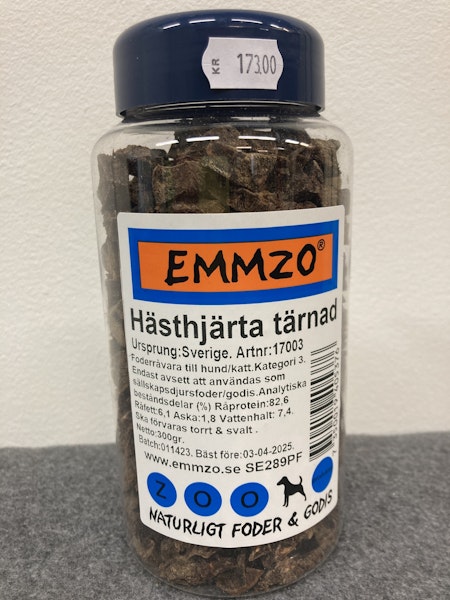 KR 173.00
EMMZO®
Hästhjärta tärnad
Ursprung:Sverige. Artnr:17003
Foderråvara till hund/katt.Kategori 3.
Endast avsett att användas som
sällskapsdjursfoder/godis.Analytiska
beståndsdelar (%) Råprotein:82,6
Råfett:6,1 Aska:1,8 Vattenhalt: 7,4.
Ska förvaras torrt & svalt .
Netto:300gr.
Batch:011423. Bäst före:03-04-2025.
www.emmzo.se SE289PF
ZOO
NATURLIGT FODER & GODIS